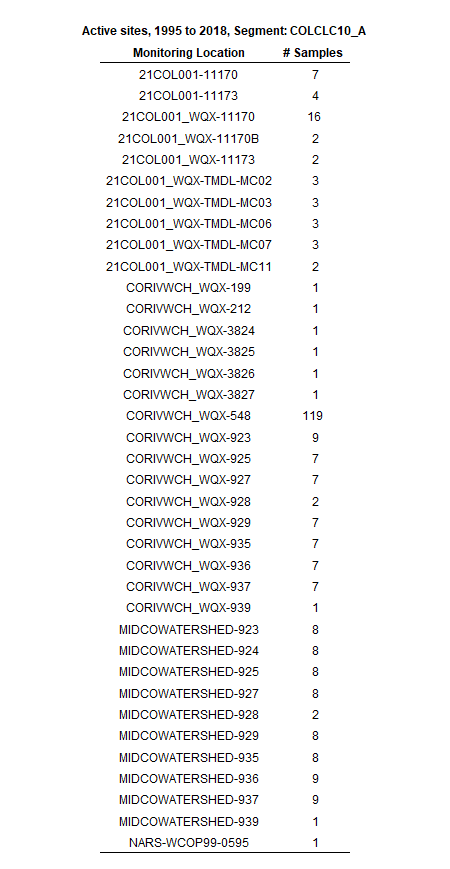 Active sites, 1995 to 2018, Segment: COLCLC10_A
Monitoring Location # Samples
21COL001-11170 7
21COL001-11173 4
21COL001_WQX-11170 16
21COL001_WQX-11170B 2
21COL001_WQX-11173 2
21COL001_WQX-TMDL-MC02 3
21COL001_WQX-TMDL-MC03 3
21COL001_WQX-TMDL-MC06 3
21COL001_WQX-TMDL-MC07 3
21COL001_WQX-TMDL-MC11 2
CORIVWCH_WQX-199 1
CORIVWCH_WQX-212 1
CORIVWCH_WQX-3824 1
CORIVWCH_WQX-3825 1
CORIVWCH_WQX-3826 1
CORIVWCH_WQX-3827 1
CORIVWCH_WQX-548 119
CORIVWCH_WQX-923 9
CORIVWCH_WQX-925 7
CORIVWCH_WQX-927 7
CORIVWCH_WQX-928 2
CORIVWCH_WQX-929 7
CORIVWCH_WQX-935 7
CORIVWCH_WQX-936 7
CORIVWCH_WQX-937 7
CORIVWCH_WQX-939 1
MIDCOWATERSHED-923 8
MIDCOWATERSHED-924 8
MIDCOWATERSHED-925 8
MIDCOWATERSHED-927 8
MIDCOWATERSHED-928 2
MIDCOWATERSHED-929 8
MIDCOWATERSHED-935 8
MIDCOWATERSHED-936 9
MIDCOWATERSHED-937 9
MIDCOWATERSHED-939 1
NARS-WCOP99-0595 1